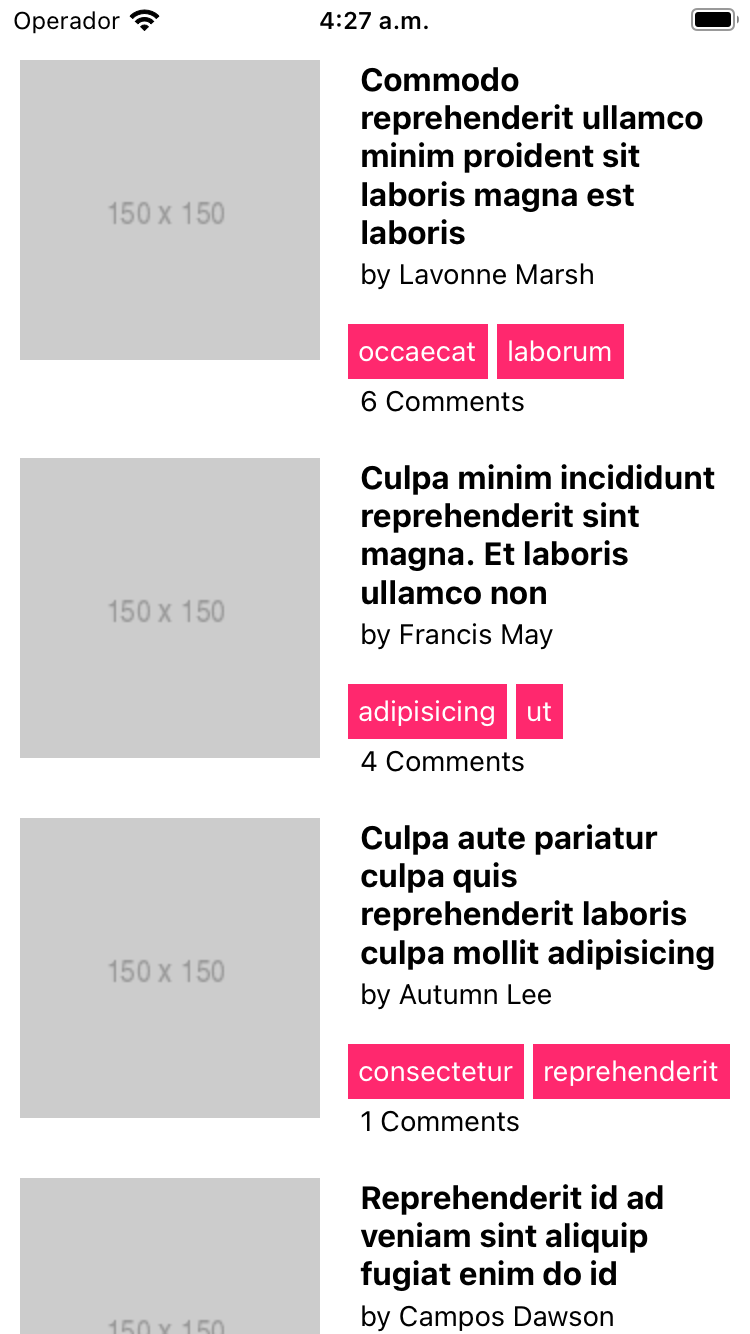 Operador 4:27 a.m.
150 x 150
Commodo
reprehenderit ullamco
minim proident sit
laboris magna est
laboris
by Lavonne Marsh
occaecat laborum
6 Comments
150 x 150
Culpa minim incididunt
reprehenderit sint
magna. Et laboris
ullamco non
by Francis May
adipisicing ut
4 Comments
150 x 150
Culpa aute pariatur
culpa quis
reprehenderit laboris
culpa mollit adipisicing
by Autumn Lee
consectetur reprehenderit
1 Comments
150 x 150
Reprehenderit id ad
veniam sint aliquip
fugiat enim do id
by Campos Dawson